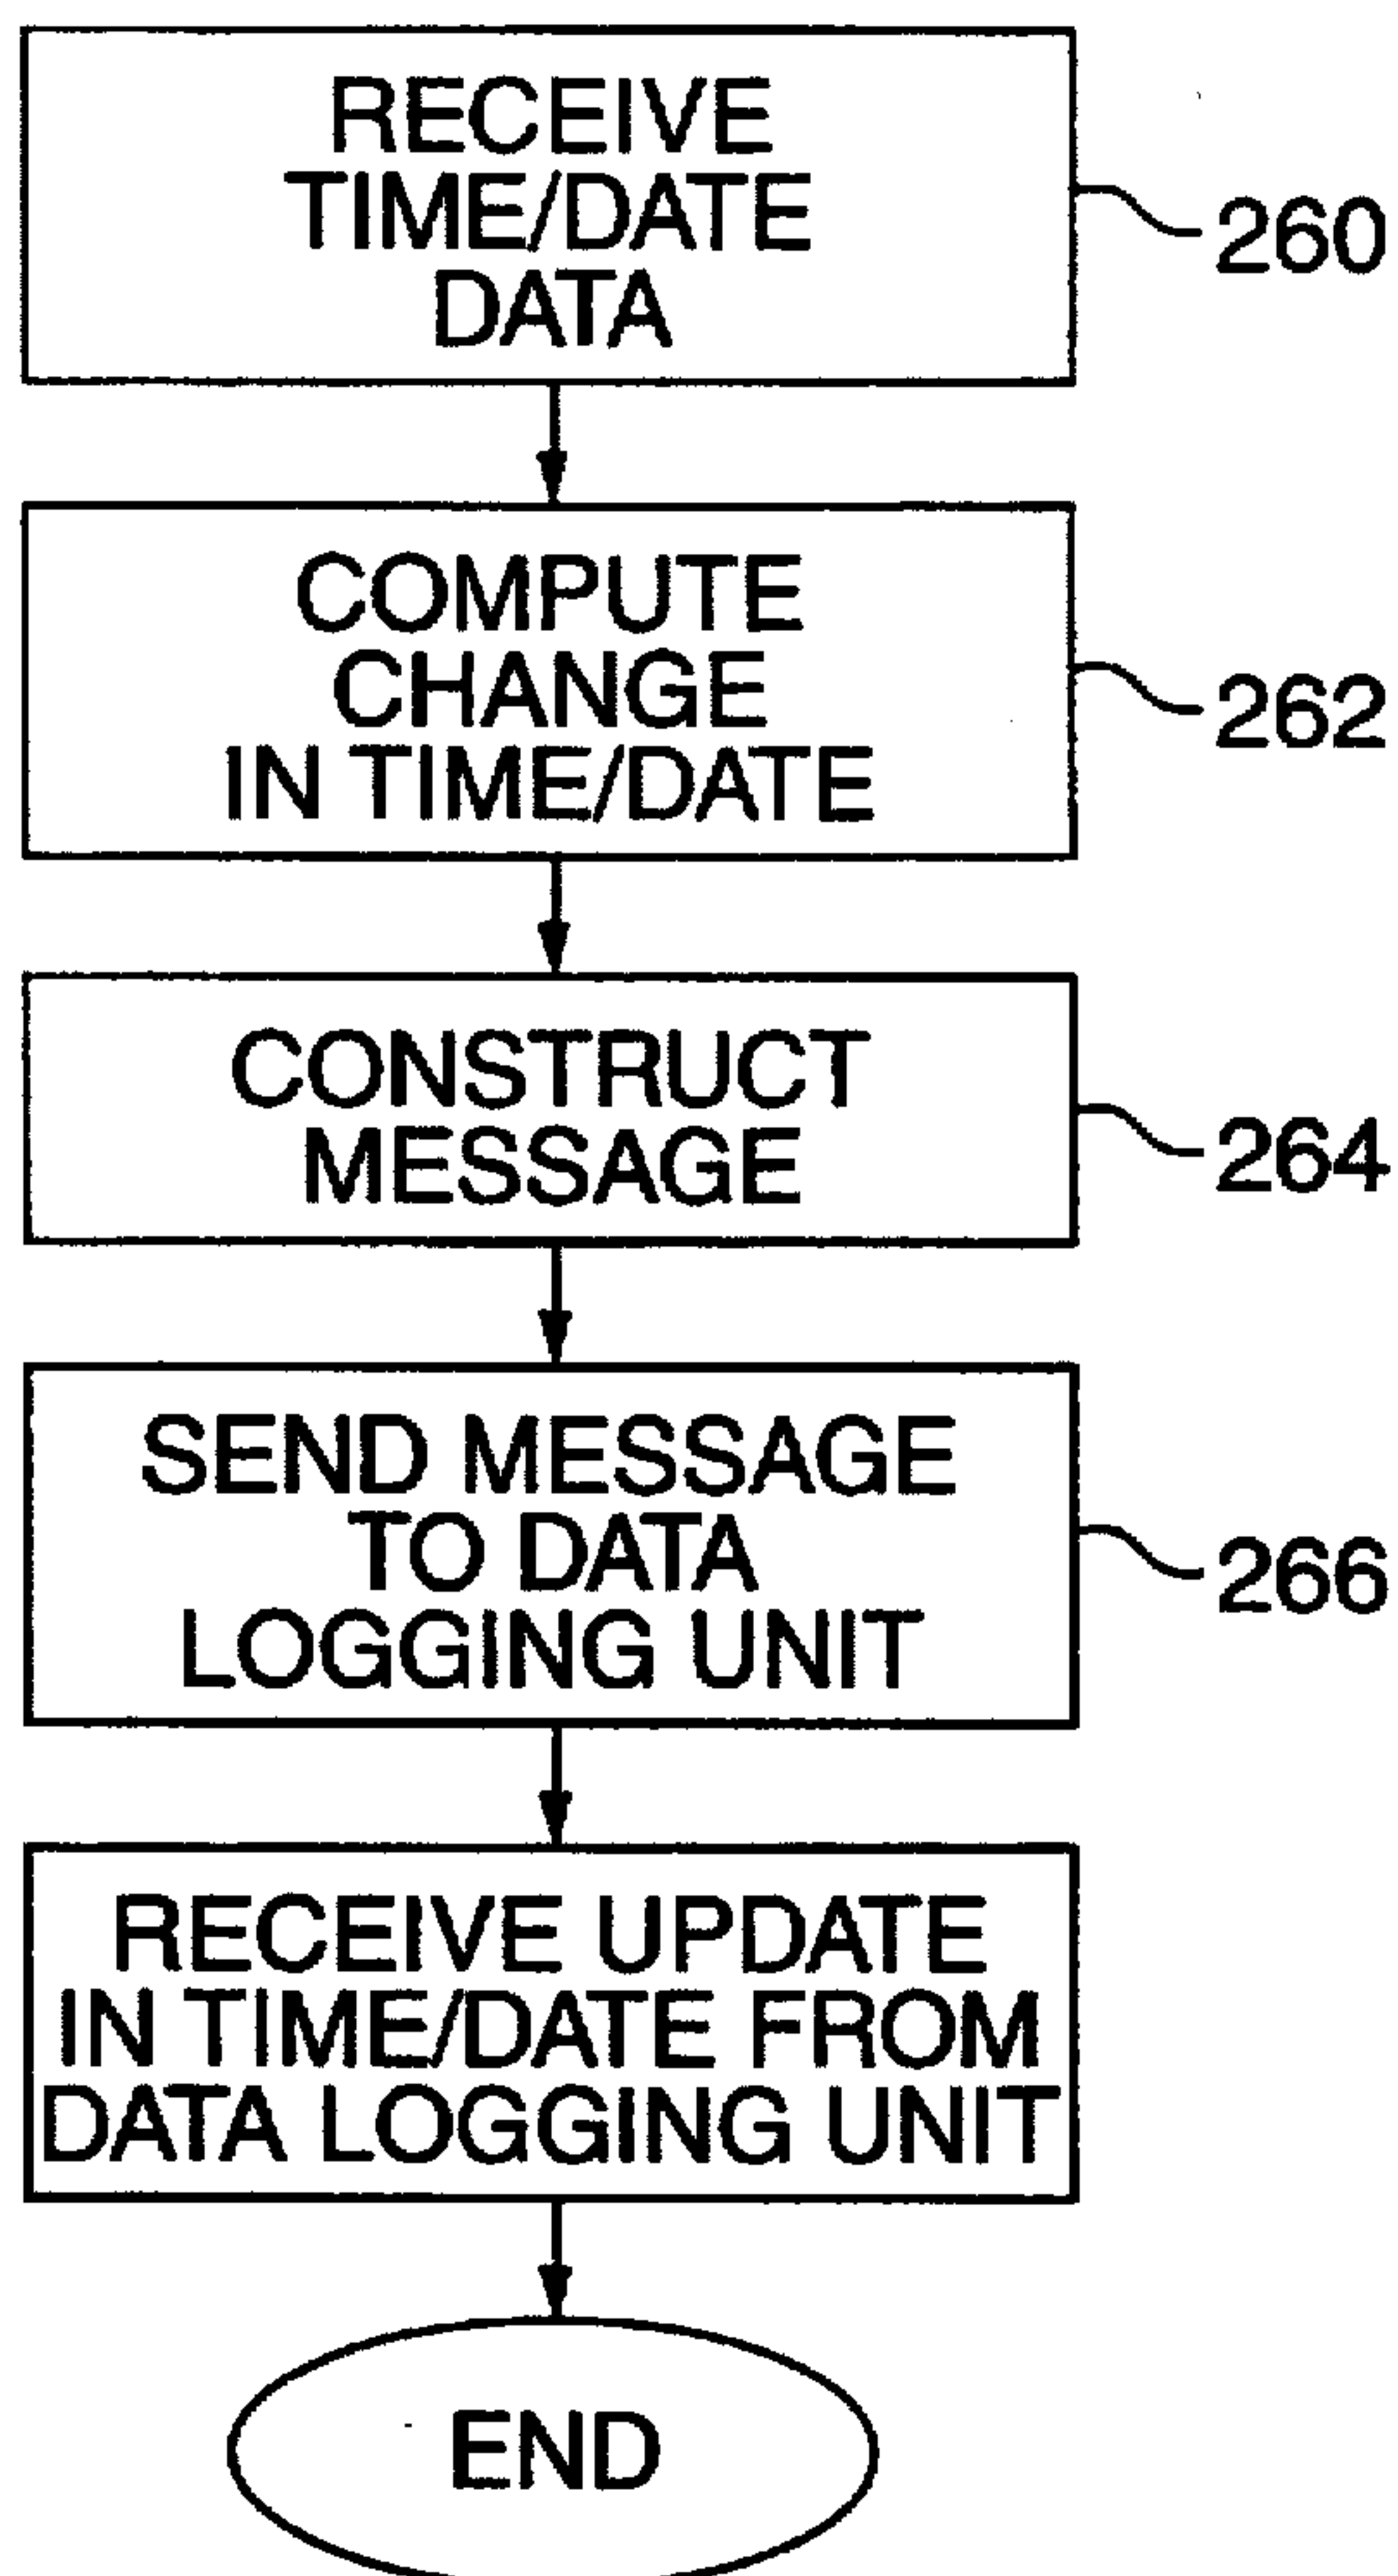 RECEIVE
TIME/DATE
DATA
260
COMPUTE
CHANGE
IN TIME/DATE
262
CONSTRUCT
MESSAGE
264
SEND MESSAGE
TO DATA
LOGGING UNIT
266
RECEIVE UPDATE
IN TIME/DATE FROM
DATA LOGGING UNIT
END